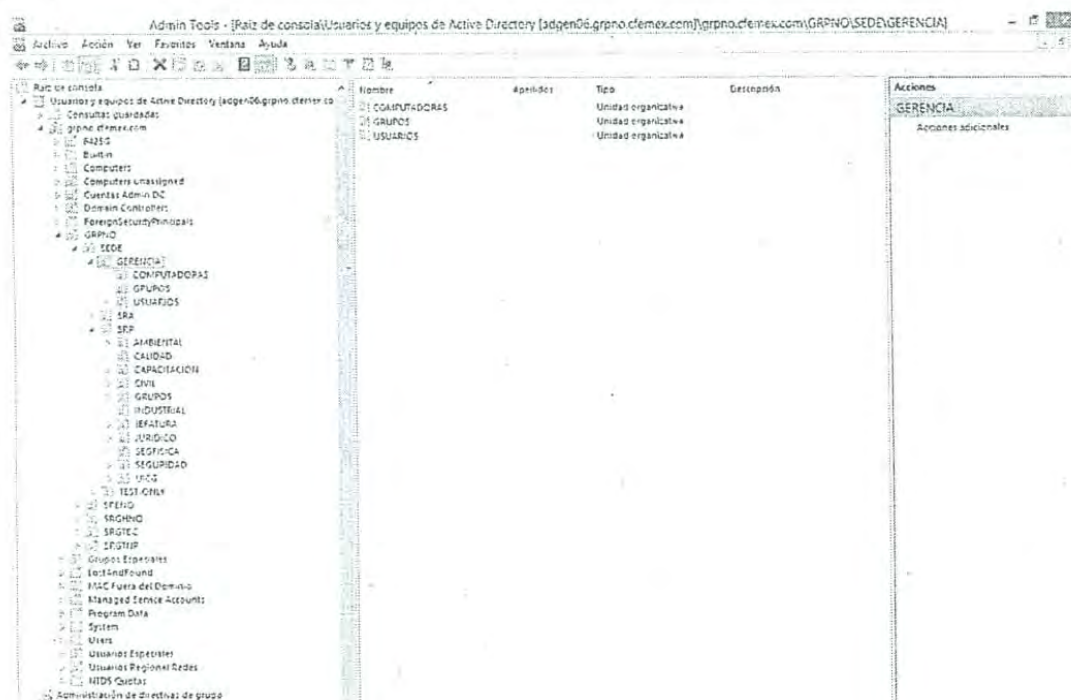 Admin Tools - [Raíz de consola\Usuarios y equipos de Active Directory [adgen06.grpno.cfemex.com]\grpno.cfemex.com\GRPNO\SEDE\GERENCIA]
Archivo Acción Ver Favoritos Ventana Ayuda
Raíz de consola
Usuarios y equipos de Active Directory [adgen06.grpno.cfemex.co
Consultas guardadas
grpno.cfemex.com
Builtin
Computers
Computers Unassigned
Cuentas Admin DC
Domain Controllers
ForeignSecurityPrincipals
GRPNO
SEDE
GERENCIA
COMPUTADORAS
GRUPOS
USUARIOS
SRA
SRP
AMBIENTAL
CALIDAD
CAPACITACION
CIVIL
GRUPOS
INDUSTRIAL
JEFATURA
JURIDICO
SEGFISICA
SEGURIDAD
TEST-ONLY
SRGHNO
Grupos Especiales
LostAndFound
MAC Fuera del Dominio
Managed Service Accounts
Program Data
System
Users
Usuarios Especiales
Usuarios Regional Redes
NTDS Quotas
Administración de directivas de grupo
Nombre Apellidos Tipo Descripción
COMPUTADORAS Unidad organizativa
GRUPOS Unidad organizativa
USUARIOS Unidad organizativa
Acciones
GERENCIA
Acciones adicionales